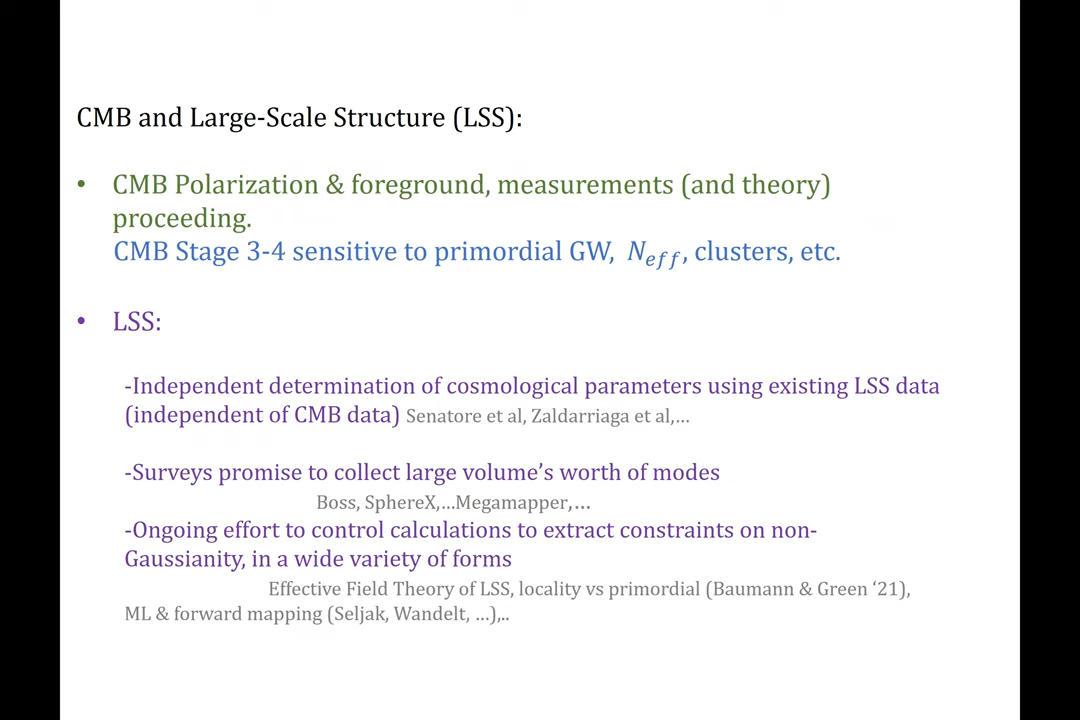 CMB and Large-Scale Structure (LSS):
• CMB Polarization & foreground, measurements (and theory)
proceeding.
CMB Stage 3-4 sensitive to primordial GW, N_eff, clusters, etc.
• LSS:
-Independent determination of cosmological parameters using existing LSS data
(independent of CMB data) Senatore et al, Zaldarriaga et al,...
-Surveys promise to collect large volume’s worth of modes
Boss, SphereX,...Megamapper,...
-Ongoing effort to control calculations to extract constraints on non-
Gaussianity, in a wide variety of forms
Effective Field Theory of LSS, locality vs primordial (Baumann & Green ‘21),
ML & forward mapping (Seljak, Wandelt, ...),..